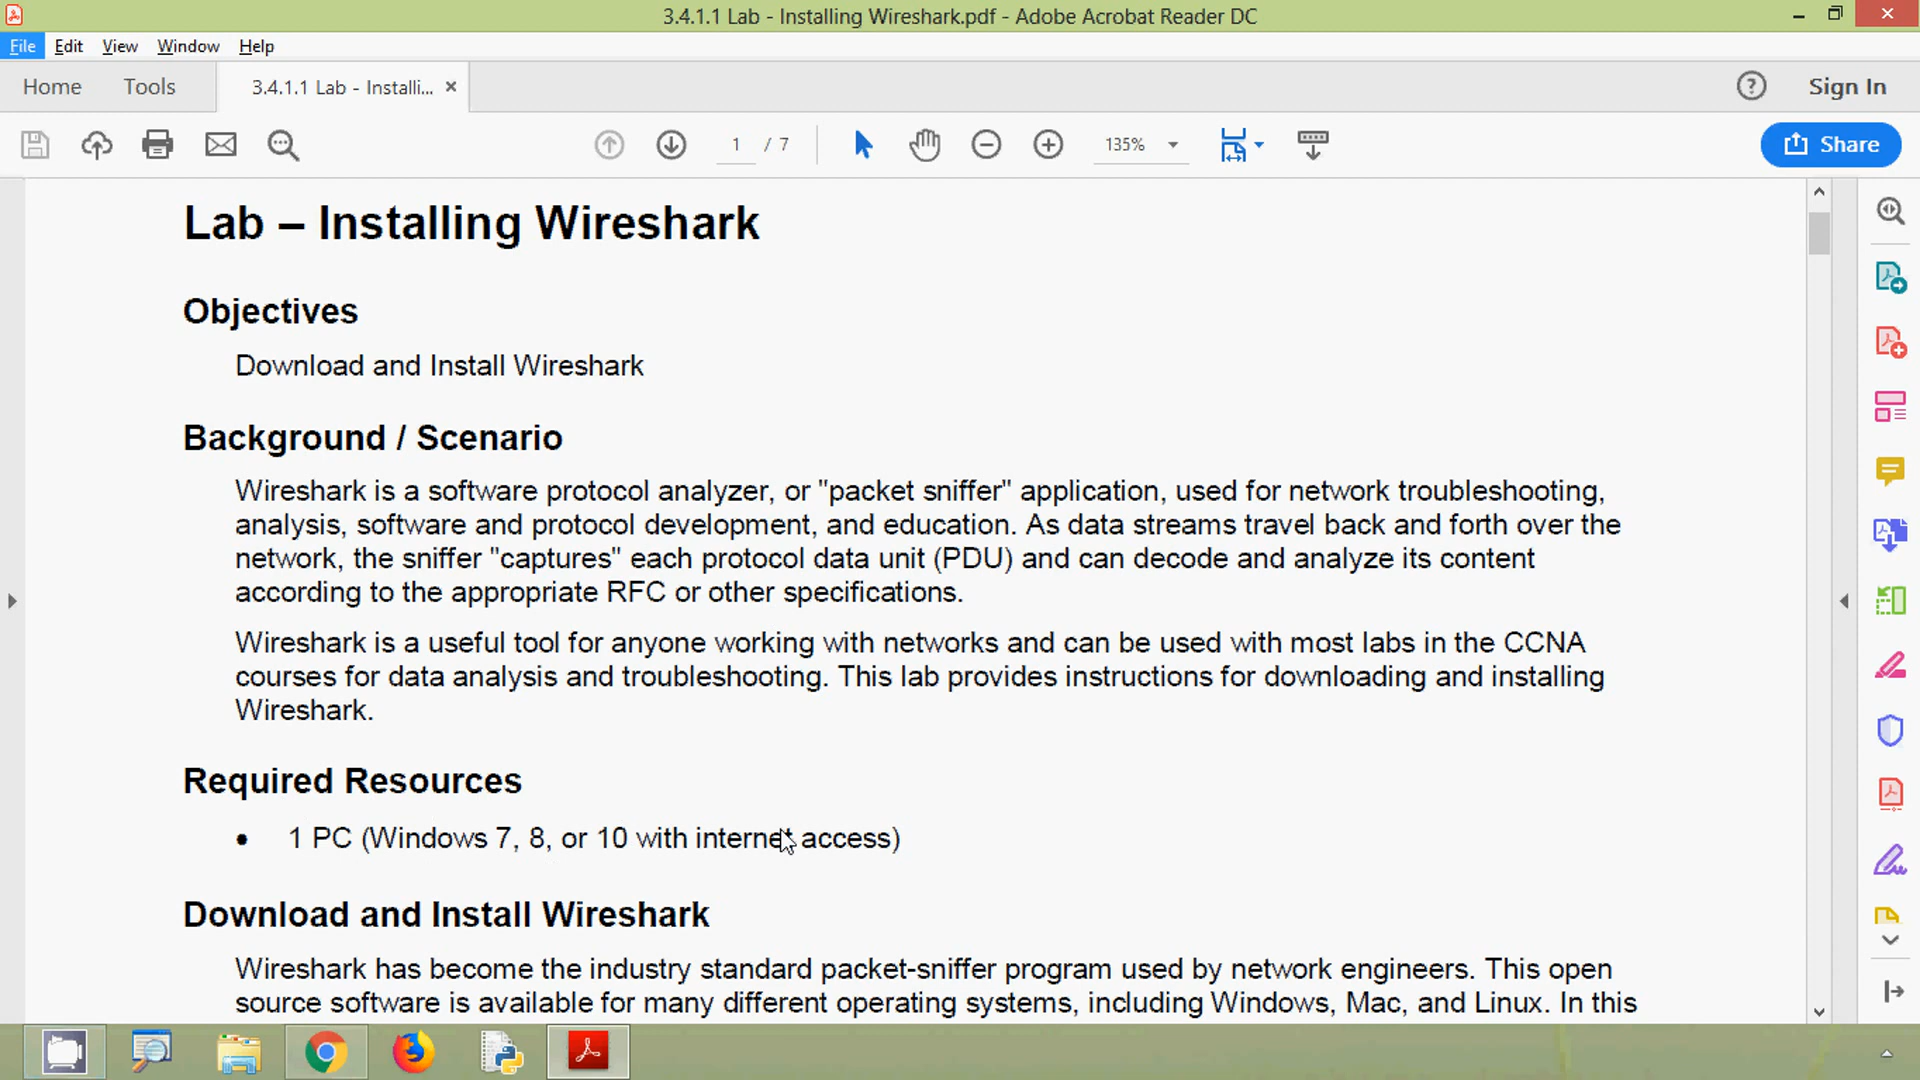 3.4.1.1 Lab - Installing Wireshark.pdf - Adobe Acrobat Reader DC
File Edit View Window Help
Home Tools 3.4.1.1 Lab - Installi... Sign In
1 / 7 135% Share
Lab – Installing Wireshark
Objectives
Download and Install Wireshark
Background / Scenario
Wireshark is a software protocol analyzer, or "packet sniffer" application, used for network troubleshooting,
analysis, software and protocol development, and education. As data streams travel back and forth over the
network, the sniffer "captures" each protocol data unit (PDU) and can decode and analyze its content
according to the appropriate RFC or other specifications.
Wireshark is a useful tool for anyone working with networks and can be used with most labs in the CCNA
courses for data analysis and troubleshooting. This lab provides instructions for downloading and installing
Wireshark.
Required Resources
• 1 PC (Windows 7, 8, or 10 with internet access)
Download and Install Wireshark
Wireshark has become the industry standard packet-sniffer program used by network engineers. This open
source software is available for many different operating systems, including Windows, Mac, and Linux. In this